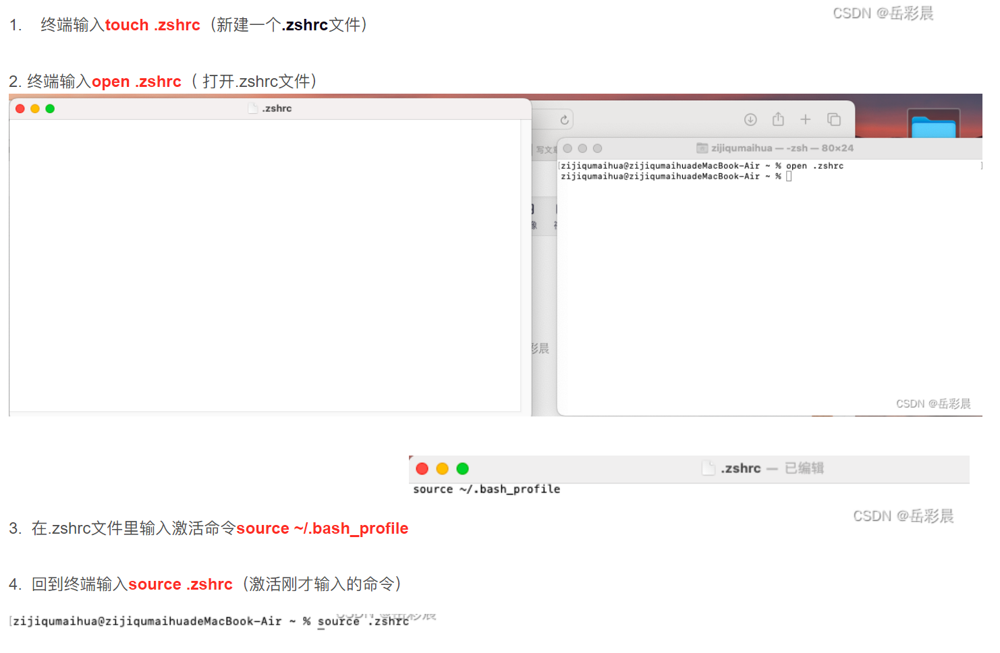 CSDN @岳彩晨
1. 终端输入touch .zshrc（新建一个.zshrc文件）
2. 终端输入open .zshrc（ 打开.zshrc文件）
.zshrc
写文章
zijiqumaihua — -zsh — 80×24
[zijiqumaihua@zijiqumaihuadeMacBook-Air ~ % open .zshrc ]
zijiqumaihua@zijiqumaihuadeMacBook-Air ~ %
像
彩晨
CSDN @岳彩晨
.zshrc — 已编辑
source ~/.bash_profile
CSDN @岳彩晨
3. 在.zshrc文件里输入激活命令source ~/.bash_profile
4. 回到终端输入source .zshrc（激活刚才输入的命令）
CSDN @岳彩晨
[zijiqumaihua@zijiqumaihuadeMacBook-Air ~ % source .zshrc